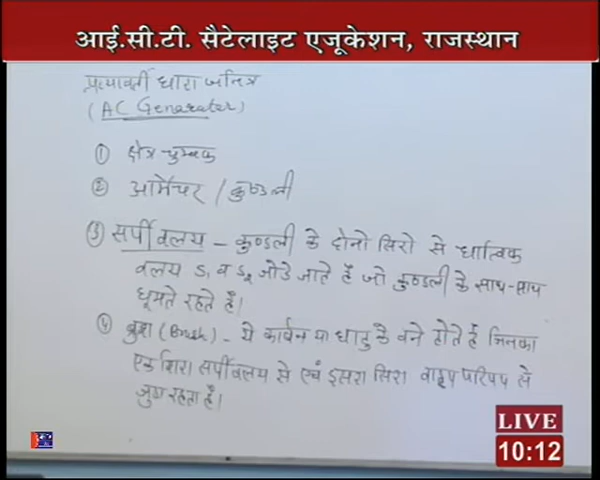 आई.सी.टी. सैटेलाइट एजूकेशन, राजस्थान
प्रत्यावर्ती धारा जनित्र
(AC Genarater)
① क्षेत्र चुम्बक
② आर्मेचर / कुण्डली
③ सर्पी वलय – कुण्डली के दोनो सिरो से धात्विक
वलय S₁ व S₂ जोडे जाते हैं जो कुण्डली के साथ-साथ
घूमते रहते हैं।
④ ब्रुश (Brush) - ये कार्बन या धातु के बने होते हैं जिनका
एक शिरा सर्पी वलय से एवं दूसरा सिरा बाह्य परिपथ से
जुडा रहता है।
LIVE
10:12